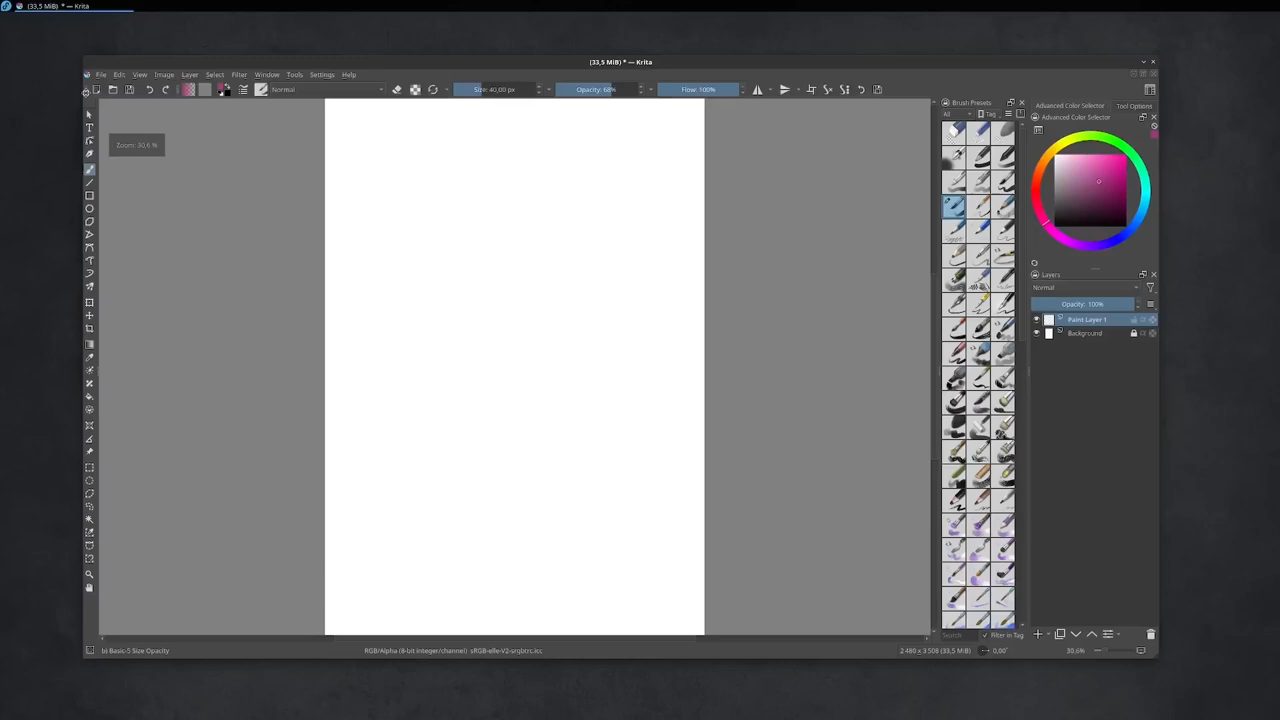 (33,5 MiB) * — Krita
(33,5 MiB) * — Krita
File Edit View Image Layer Select Filter Window Tools Settings Help
Normal Size: 40,00 px Opacity: 68% Flow: 100%
Zoom: 30,6 %
Brush Presets
All Tag
Advanced Color Selector Tool Options
Advanced Color Selector
Layers
Normal
Opacity: 100%
Paint Layer 1
Background
Search Filter in Tag
b) Basic-5 Size Opacity RGB/Alpha (8-bit integer/channel) sRGB-elle-V2-srgbtrc.icc 2 480 x 3 508 (33,5 MiB) 0,00° 30,6%